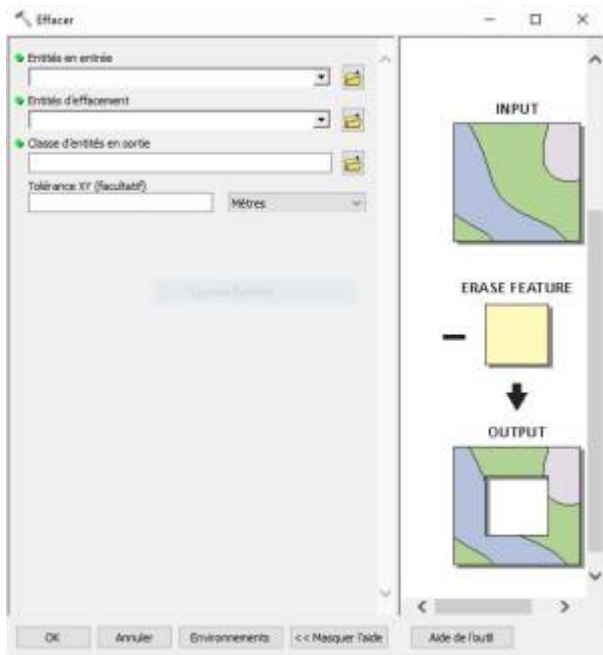 Effacer
Entités en entrée
Entités d'effacement
Classe d'entités en sortie
Tolérance XY (facultatif)
Mètres
INPUT
ERASE FEATURE
OUTPUT
OK
Annuler
Environnements
<< Masquer l'aide
Aide de l'outil